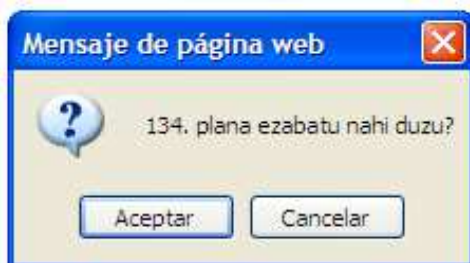 Mensaje de página web
134. plana ezabatu nahi duzu?
Aceptar
Cancelar